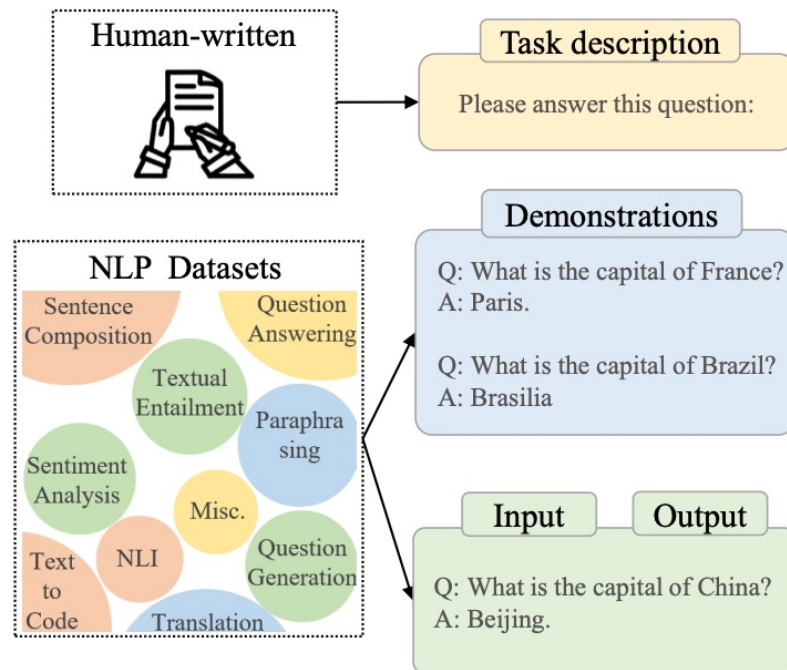 Human-written
Task description
Please answer this question:
Demonstrations
Q: What is the capital of France?
A: Paris.
Q: What is the capital of Brazil?
A: Brasilia
NLP Datasets
Sentence
Composition
Question
Answering
Textual
Entailment
Paraphra
sing
Sentiment
Analysis
Misc.
NLI
Question
Generation
Text
to
Code
Translation
Input
Output
Q: What is the capital of China?
A: Beijing.